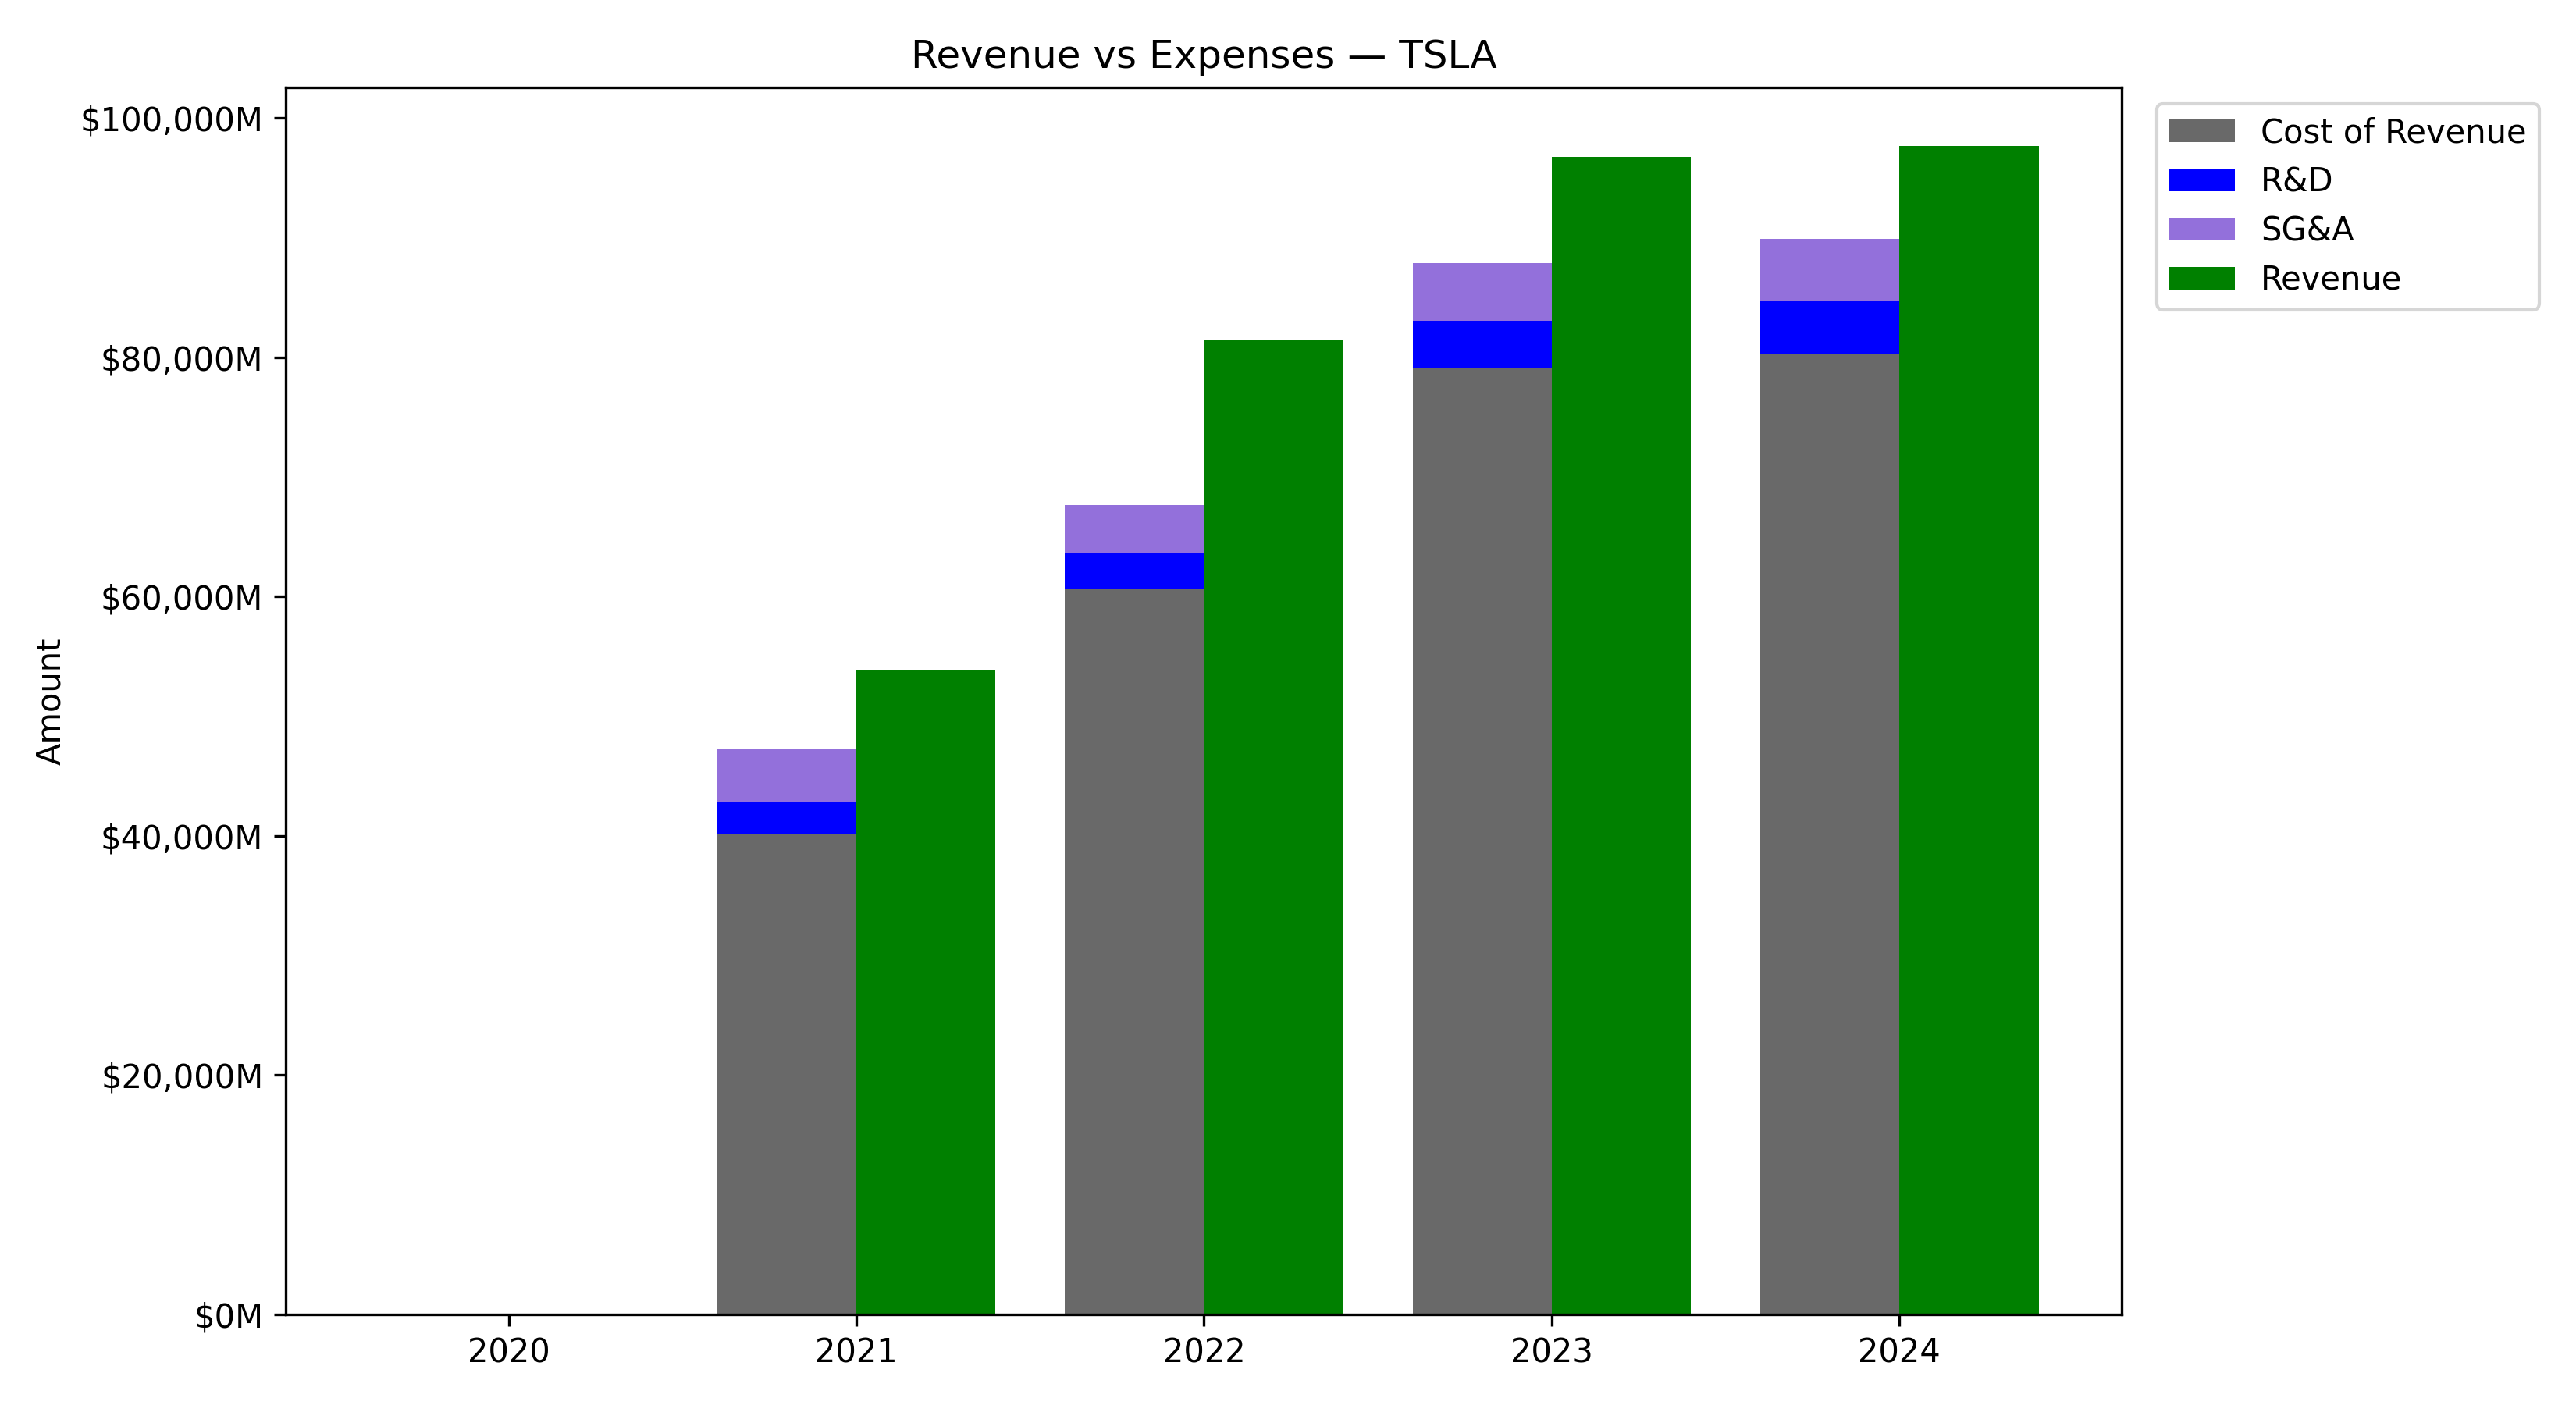 Revenue vs Expenses — TSLA
$100,000M
$80,000M
$60,000M
$40,000M
$20,000M
$0M
Amount
2020
2021
2022
2023
2024
Cost of Revenue
R&D
SG&A
Revenue